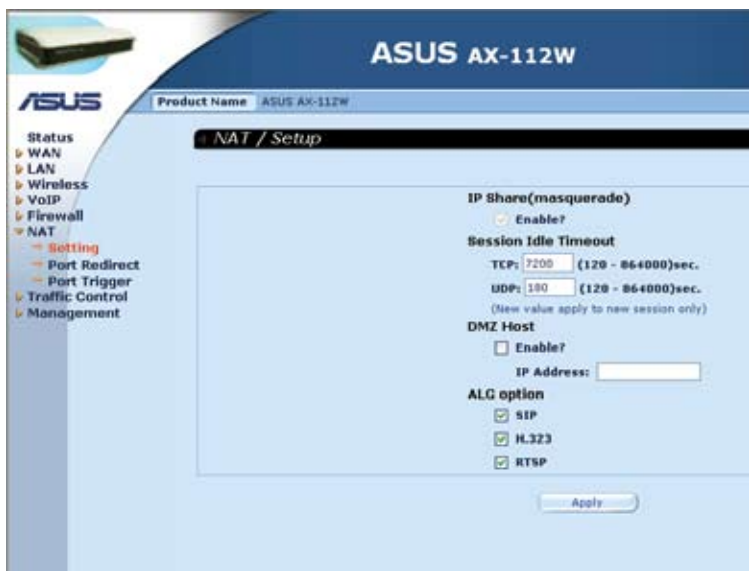 ASUS AX-112W
ASUS
Product Name ASUS AX-112W
Status
WAN
LAN
Wireless
VoIP
Firewall
NAT
Setting
Port Redirect
Port Trigger
Traffic Control
Management
NAT / Setup
IP Share(masquerade)
Enable?
Session Idle Timeout
TCP: 7200 (120 - 864000)sec.
UDP: 180 (120 - 864000)sec.
(New value apply to new session only)
DMZ Host
Enable?
IP Address:
ALG option
SIP
H.323
RTSP
Apply